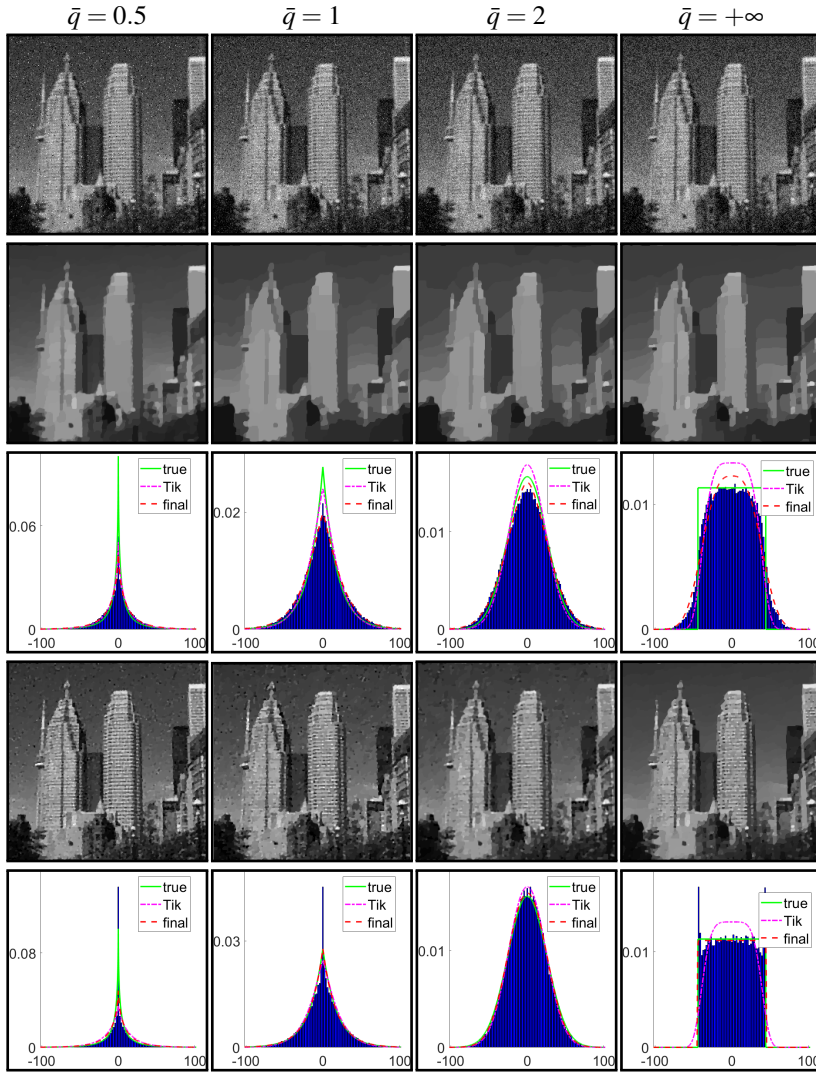 q̄ = 0.5 q̄ = 1 q̄ = 2 q̄ = +∞
true
Tik
final
0.06
0
-100 0 100
true
Tik
final
0.02
0
-100 0 100
true
Tik
final
0.01
0
-100 0 100
true
Tik
final
0.01
0
-100 0 100
true
Tik
final
0.08
0
-100 0 100
true
Tik
final
0.03
0
-100 0 100
true
Tik
final
0.01
0
-100 0 100
true
Tik
final
0.01
0
-100 0 100